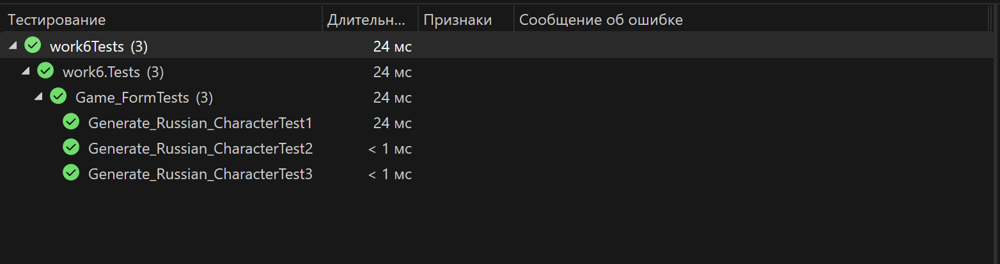 Тестирование Длительн... Признаки Сообщение об ошибке
work6Tests (3) 24 мс
work6.Tests (3) 24 мс
Game_FormTests (3) 24 мс
Generate_Russian_CharacterTest1 24 мс
Generate_Russian_CharacterTest2 < 1 мс
Generate_Russian_CharacterTest3 < 1 мс